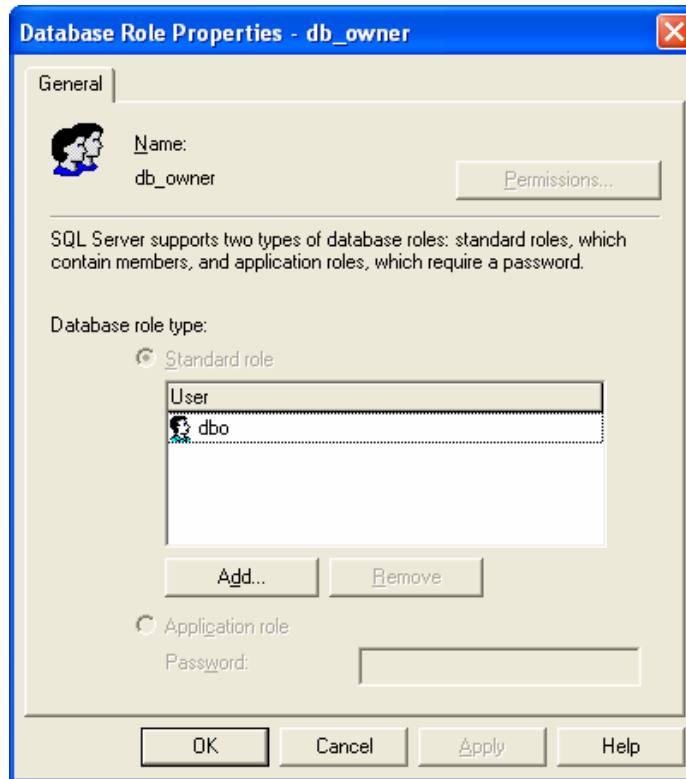 Database Role Properties - db_owner
General
Name:
db_owner
Permissions...
SQL Server supports two types of database roles: standard roles, which
contain members, and application roles, which require a password.
Database role type:
Standard role
User
dbo
Add...
Remove
Application role
Password:
OK
Cancel
Apply
Help